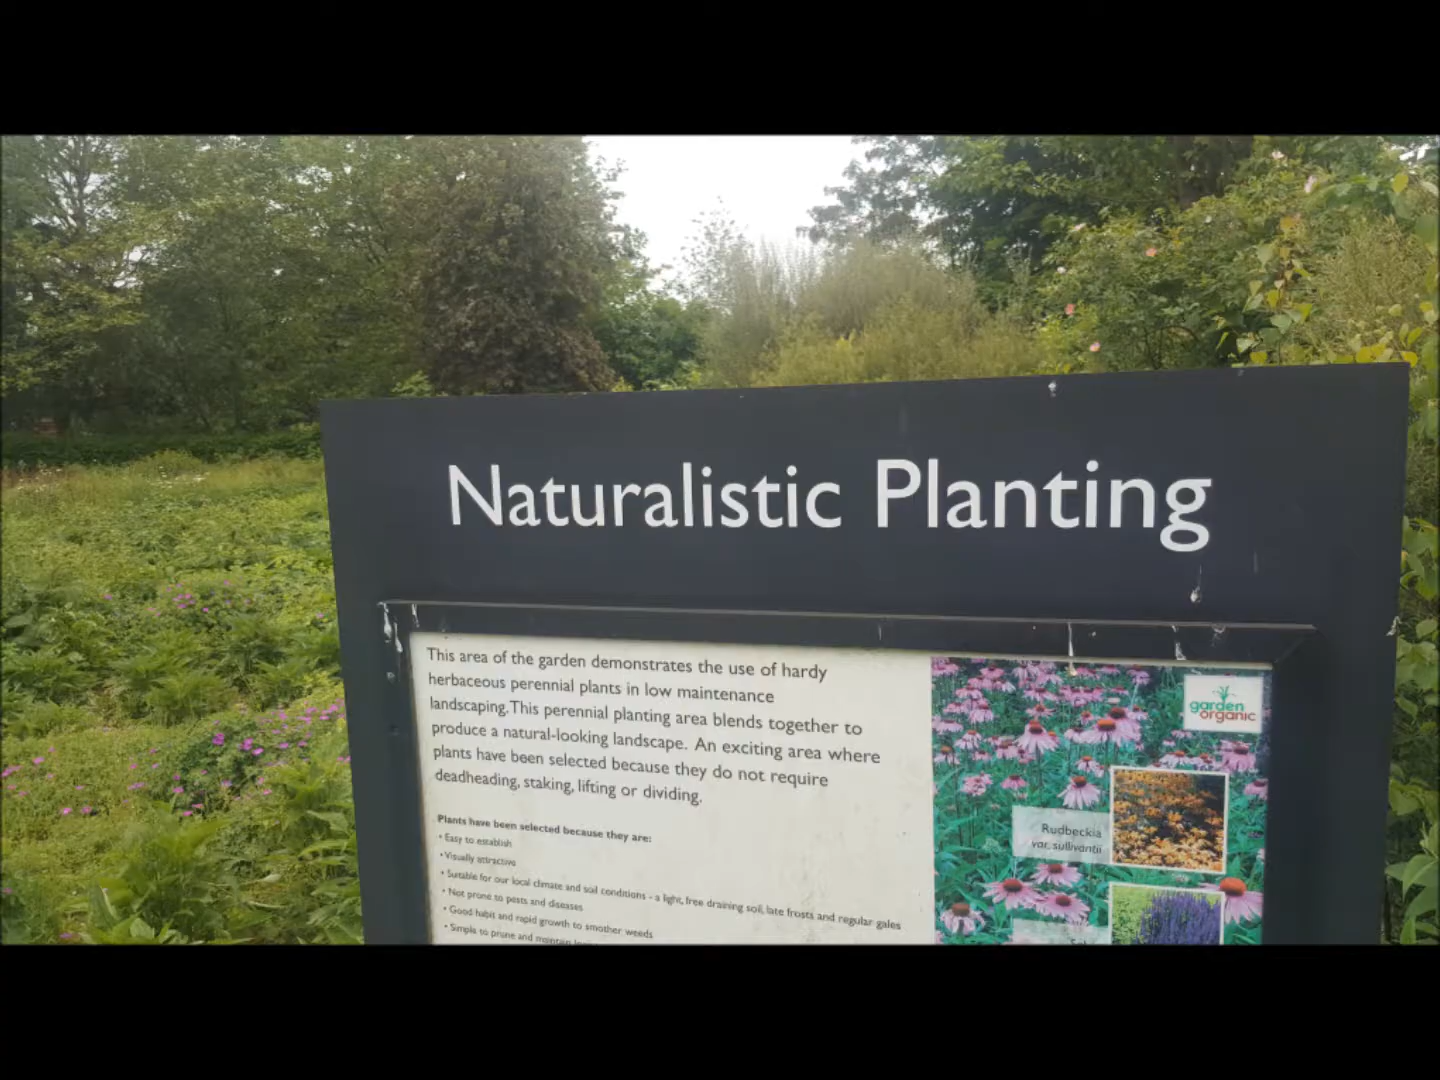 Naturalistic Planting
This area of the garden demonstrates the use of hardy
herbaceous perennial plants in low maintenance
landscaping.This perennial planting area blends together to
produce a natural-looking landscape. An exciting area where
plants have been selected because they do not require
deadheading, staking, lifting or dividing.
Plants have been selected because they are:
• Easy to establish
• Visually attractive
• Suitable for our local climate and soil conditions - a light, free draining soil, late frosts and regular gales
• Not prone to pests and diseases
• Good habit and rapid growth to smother weeds
• Simple to prune and maintain
garden
organic
Rudbeckia
var. sullivantii